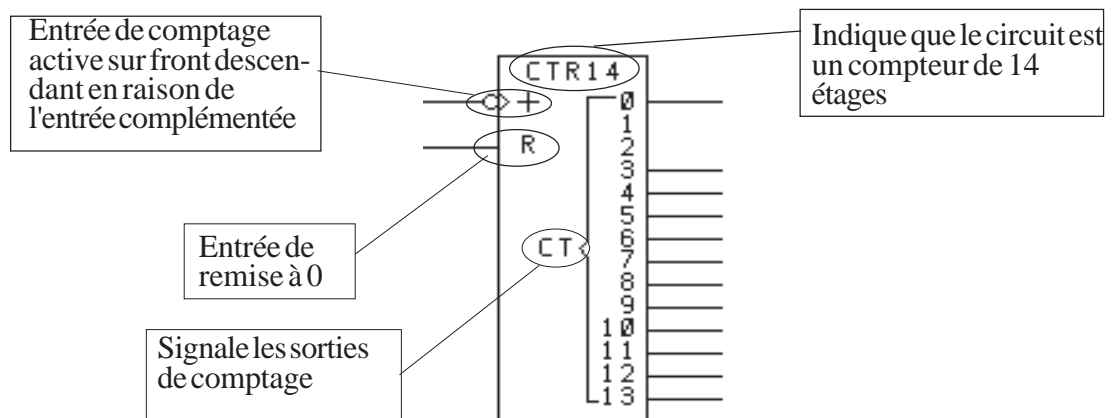 Entrée de comptage
active sur front descen-
dant en raison de
l'entrée complémentée
Indique que le circuit est
un compteur de 14
étages
CTR14
+
R
CT
0
1
2
3
4
5
6
7
8
9
10
11
12
13
Entrée de
remise à 0
Signale les sorties
de comptage